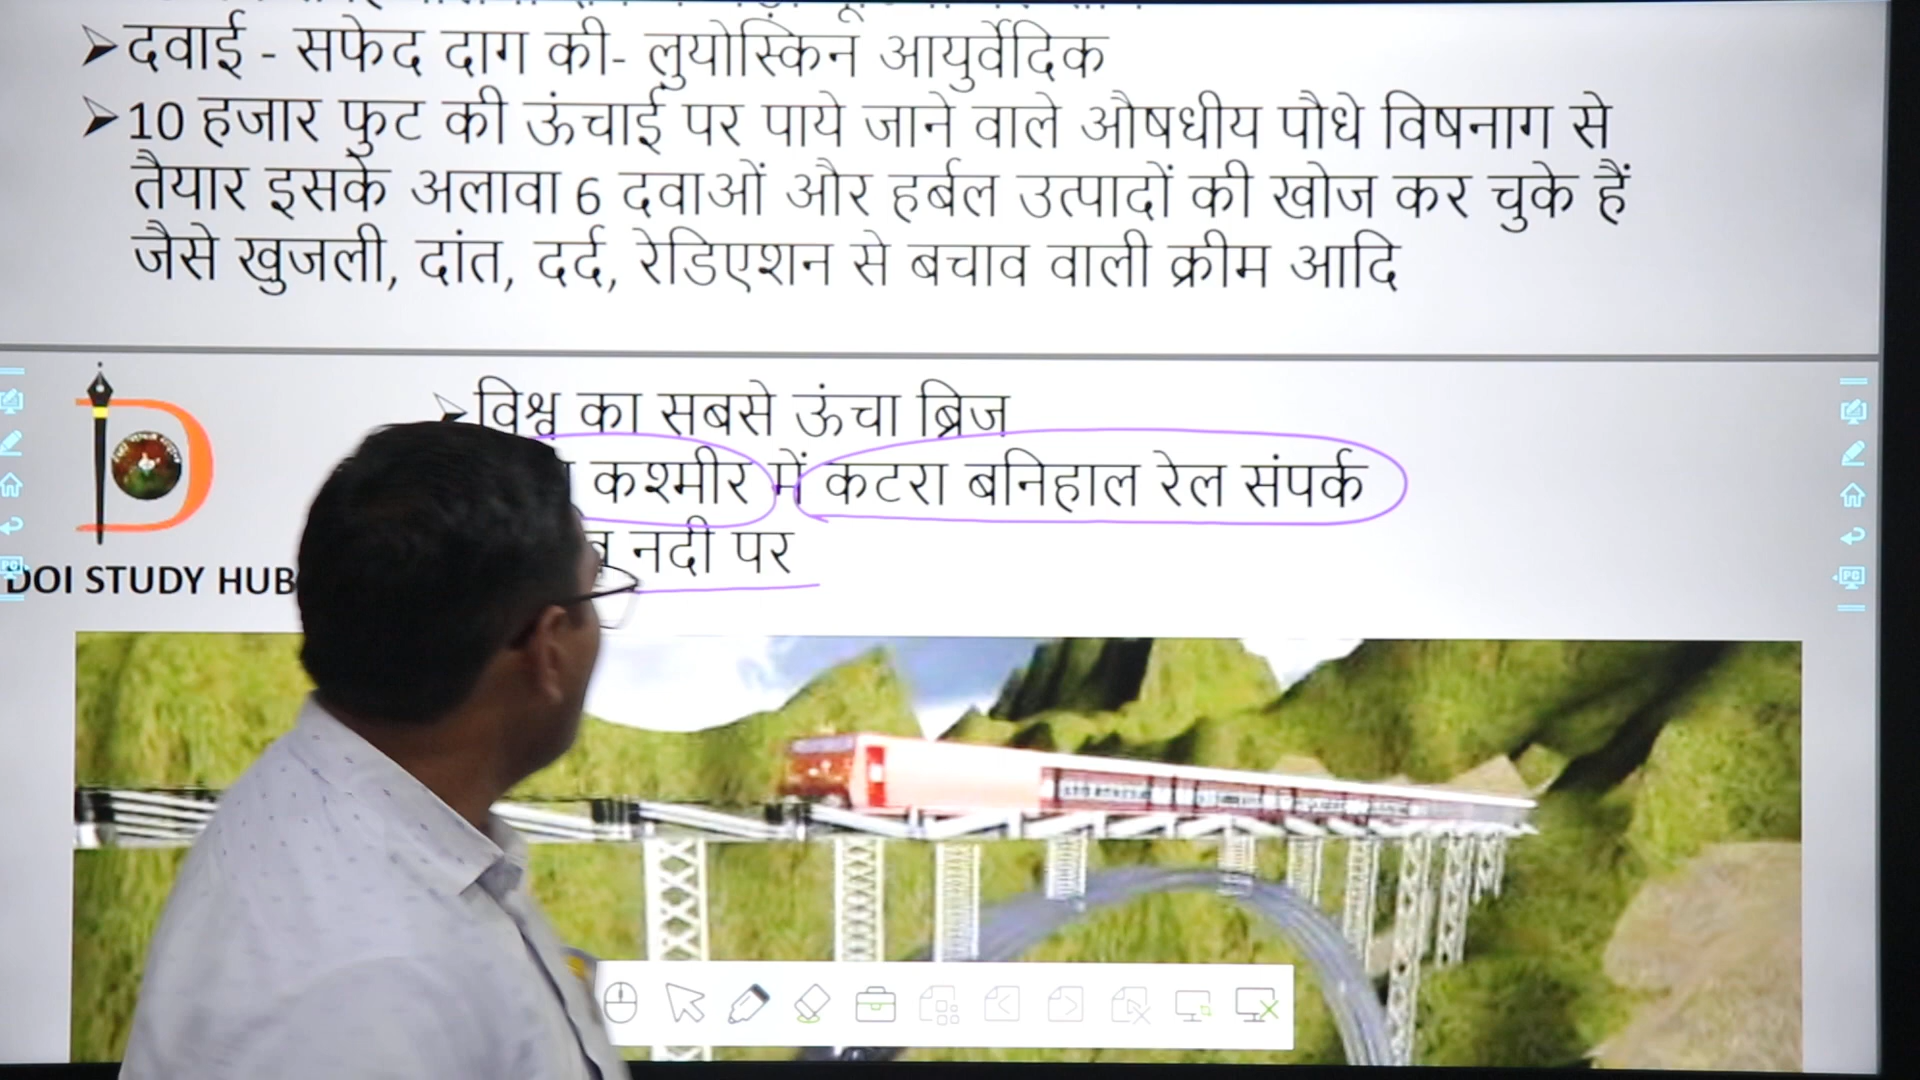 ➢दवाई - सफेद दाग की- लुयोस्किन आयुर्वेदिक
➢10 हजार फुट की ऊंचाई पर पाये जाने वाले औषधीय पौधे विषनाग से
तैयार इसके अलावा 6 दवाओं और हर्बल उत्पादों की खोज कर चुके हैं
जैसे खुजली, दांत, दर्द, रेडिएशन से बचाव वाली क्रीम आदि
➢विश्व का सबसे ऊंचा ब्रिज
कश्मीर में कटरा बनिहाल रेल संपर्क
नदी पर
DOI STUDY HUB